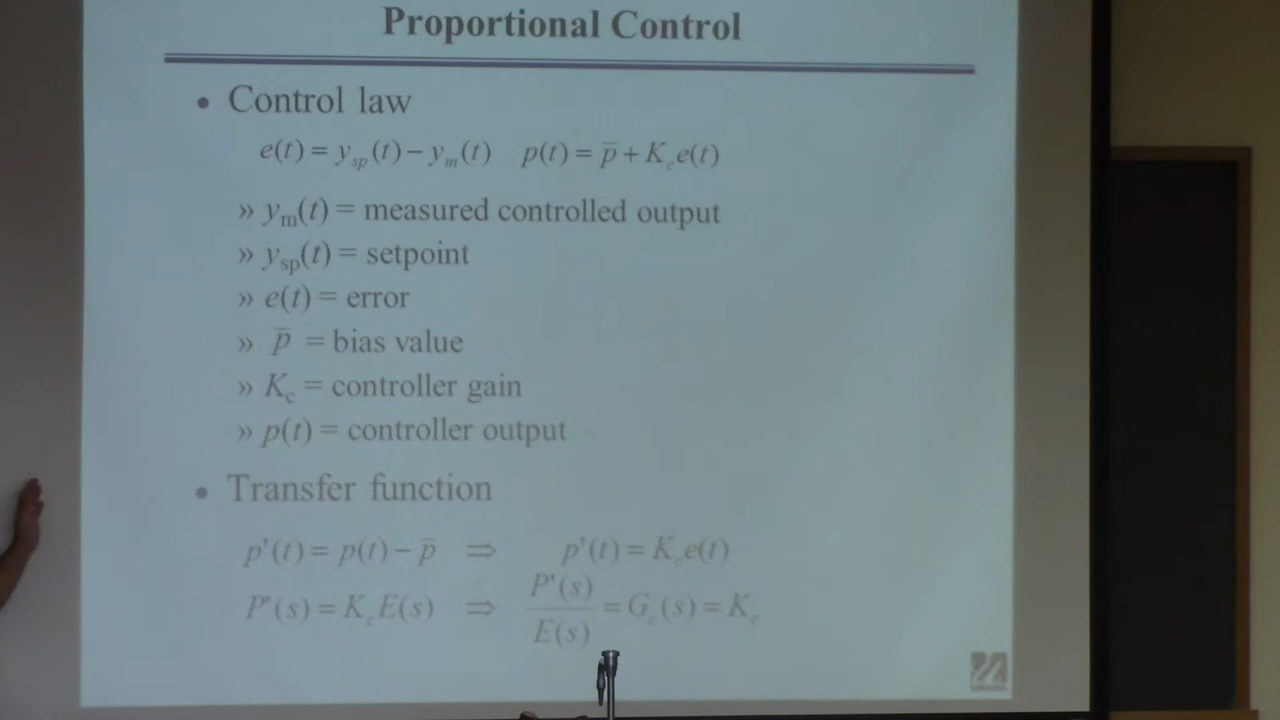 Proportional Control
• Control law
e(t) = y_sp(t) − y_m(t)   p(t) = p̄ + K_c e(t)
» y_m(t) = measured controlled output
» y_sp(t) = setpoint
» e(t) = error
» p̄ = bias value
» K_c = controller gain
» p(t) = controller output
• Transfer function
p'(t) = p(t) − p̄ ⇒ p'(t) = K_c e(t)
P'(s) = K_c E(s) ⇒ P'(s)/E(s) = G_c(s) = K_c